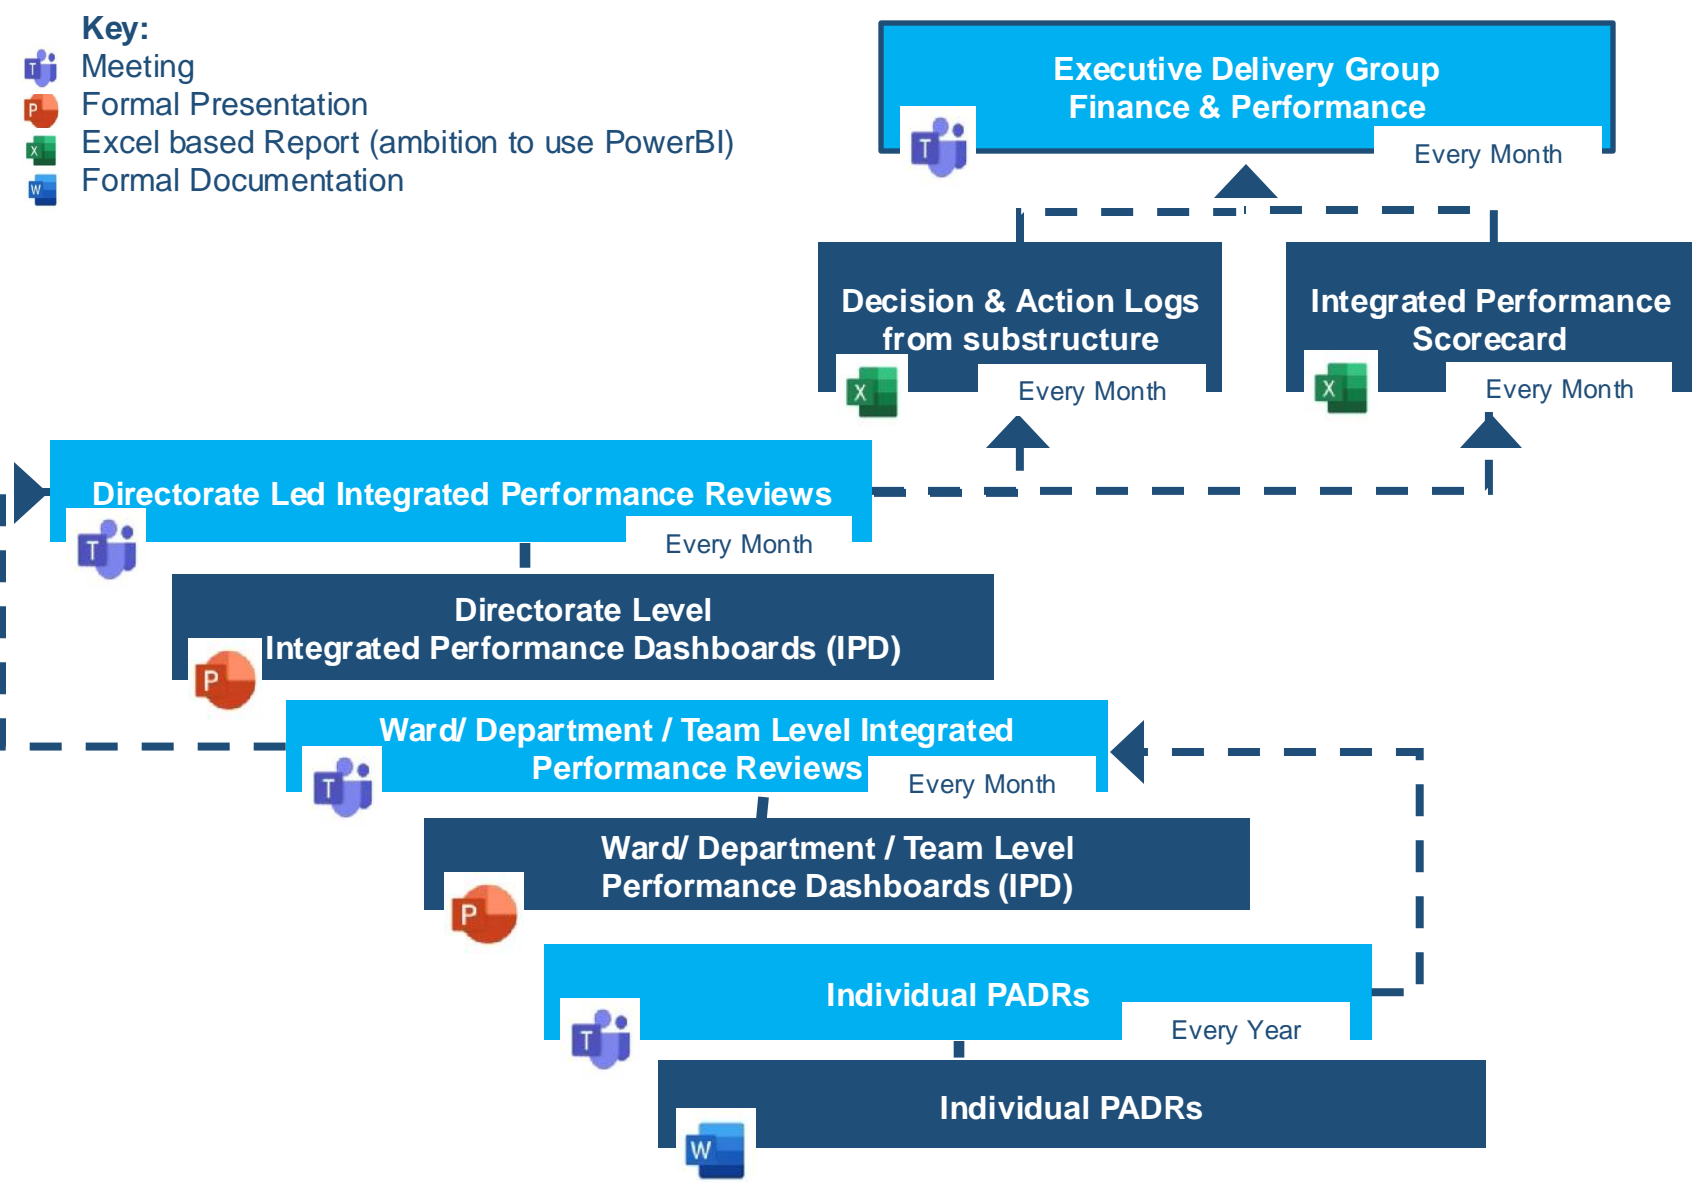 Key:
Meeting
Formal Presentation
Excel based Report (ambition to use PowerBI)
Formal Documentation
Executive Delivery Group
Finance & Performance
Every Month
Decision & Action Logs
from substructure
Every Month
Integrated Performance
Scorecard
Every Month
Directorate Led Integrated Performance Reviews
Every Month
Directorate Level
Integrated Performance Dashboards (IPD)
Ward/ Department / Team Level Integrated
Performance Reviews
Every Month
Ward/ Department / Team Level
Performance Dashboards (IPD)
Individual PADRs
Every Year
Individual PADRs